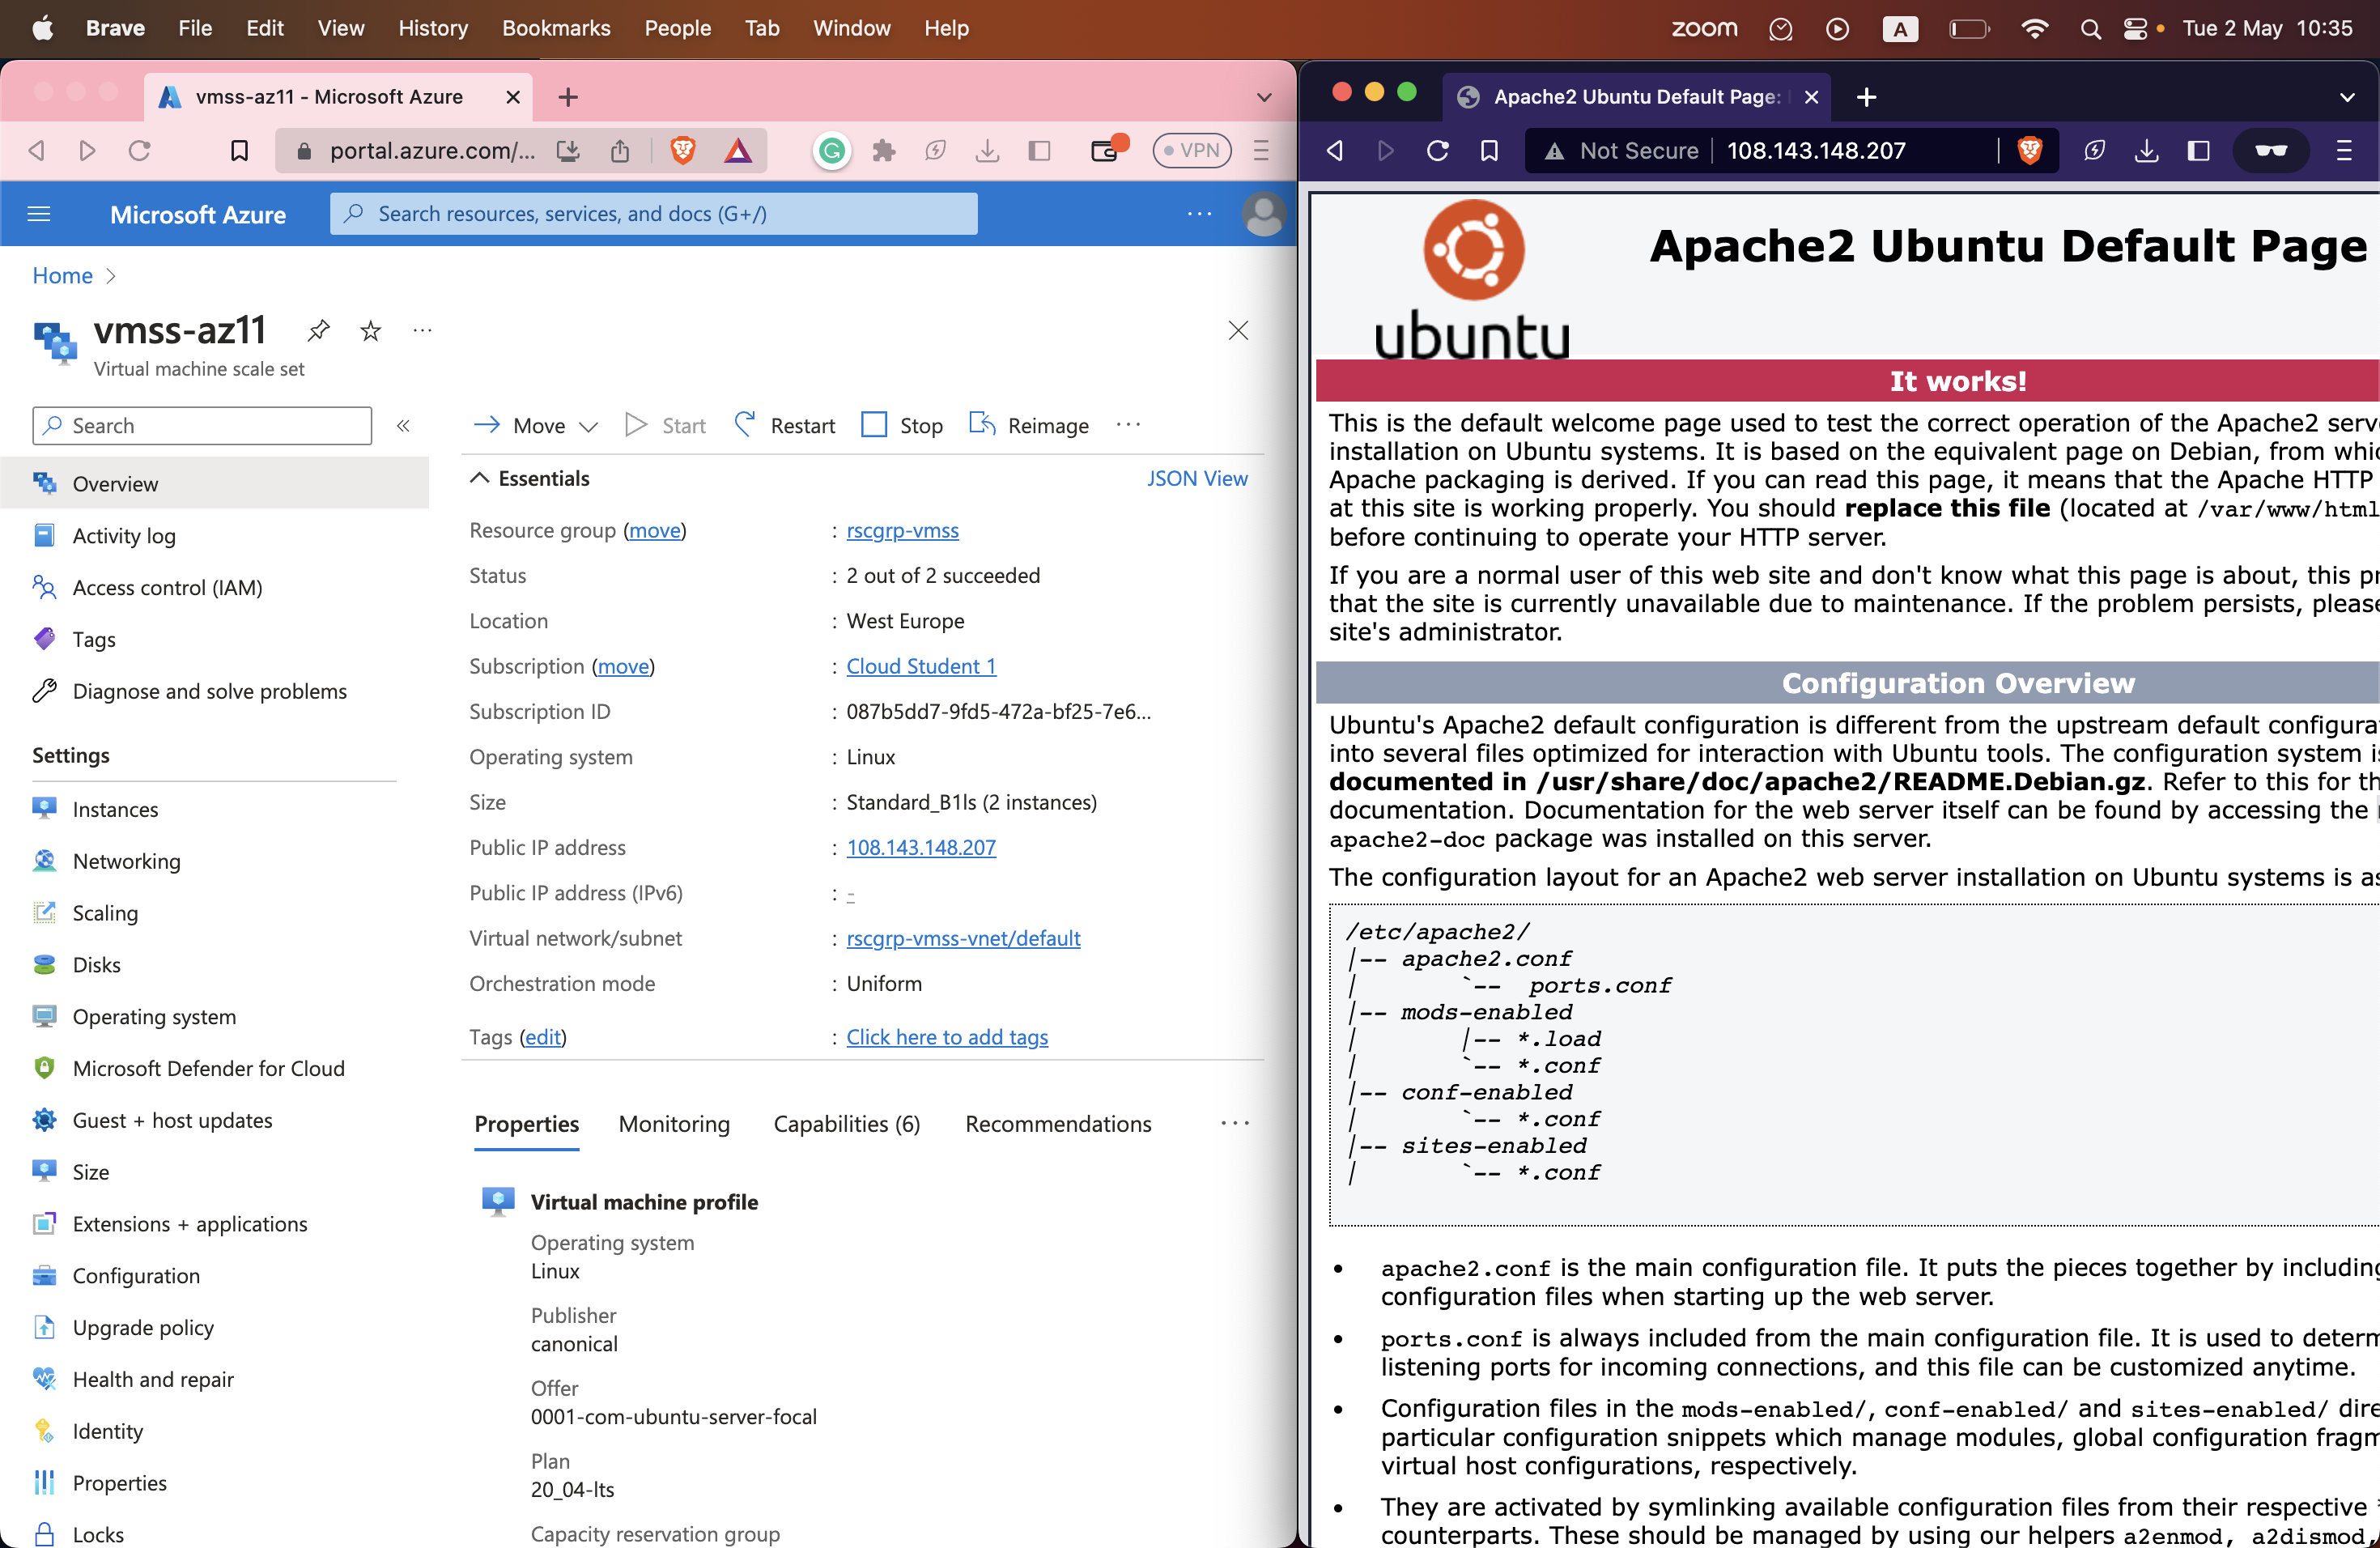 Brave File Edit View History Bookmarks People Tab Window Help
zoom A Tue 2 May 10:35
vmss-az11 - Microsoft Azure
portal.azure.com/...
VPN
Microsoft Azure
Search resources, services, and docs (G+/)
Home
vmss-az11
Virtual machine scale set
Search
Overview
Activity log
Access control (IAM)
Tags
Diagnose and solve problems
Settings
Instances
Networking
Scaling
Disks
Operating system
Microsoft Defender for Cloud
Guest + host updates
Size
Extensions + applications
Configuration
Upgrade policy
Health and repair
Identity
Properties
Locks
Move Start Restart Stop Reimage
Essentials JSON View
Resource group (move) : rscgrp-vmss
Status : 2 out of 2 succeeded
Location : West Europe
Subscription (move) : Cloud Student 1
Subscription ID : 087b5dd7-9fd5-472a-bf25-7e6...
Operating system : Linux
Size : Standard_B1ls (2 instances)
Public IP address : 108.143.148.207
Public IP address (IPv6) : -
Virtual network/subnet : rscgrp-vmss-vnet/default
Orchestration mode : Uniform
Tags (edit) : Click here to add tags
Properties Monitoring Capabilities (6) Recommendations
Virtual machine profile
Operating system
Linux
Publisher
canonical
Offer
0001-com-ubuntu-server-focal
Plan
20_04-lts
Capacity reservation group
Apache2 Ubuntu Default Page:
Not Secure 108.143.148.207
ubuntu
Apache2 Ubuntu Default Page
It works!
This is the default welcome page used to test the correct operation of the Apache2
installation on Ubuntu systems. It is based on the equivalent page on Debian, from
Apache packaging is derived. If you can read this page, it means that the Apache HTTP
at this site is working properly. You should replace this file (located at /var/www/html
before continuing to operate your HTTP server.
If you are a normal user of this web site and don't know what this page is about, this
that the site is currently unavailable due to maintenance. If the problem persists, please
site's administrator.
Configuration Overview
Ubuntu's Apache2 default configuration is different from the upstream default
into several files optimized for interaction with Ubuntu tools. The configuration system
documented in /usr/share/doc/apache2/README.Debian.gz. Refer to this for
documentation. Documentation for the web server itself can be found by accessing the
apache2-doc package was installed on this server.
The configuration layout for an Apache2 web server installation on Ubuntu systems is
/etc/apache2/
|-- apache2.conf
|       `--  ports.conf
|-- mods-enabled
|       |-- *.load
|       `-- *.conf
|-- conf-enabled
|       `-- *.conf
|-- sites-enabled
|       `-- *.conf
• apache2.conf is the main configuration file. It puts the pieces together by including
configuration files when starting up the web server.
• ports.conf is always included from the main configuration file. It is used to
listening ports for incoming connections, and this file can be customized anytime.
• Configuration files in the mods-enabled/, conf-enabled/ and sites-enabled/
particular configuration snippets which manage modules, global configuration
virtual host configurations, respectively.
• They are activated by symlinking available configuration files from their respective
counterparts. These should be managed by using our helpers a2enmod, a2dismod,